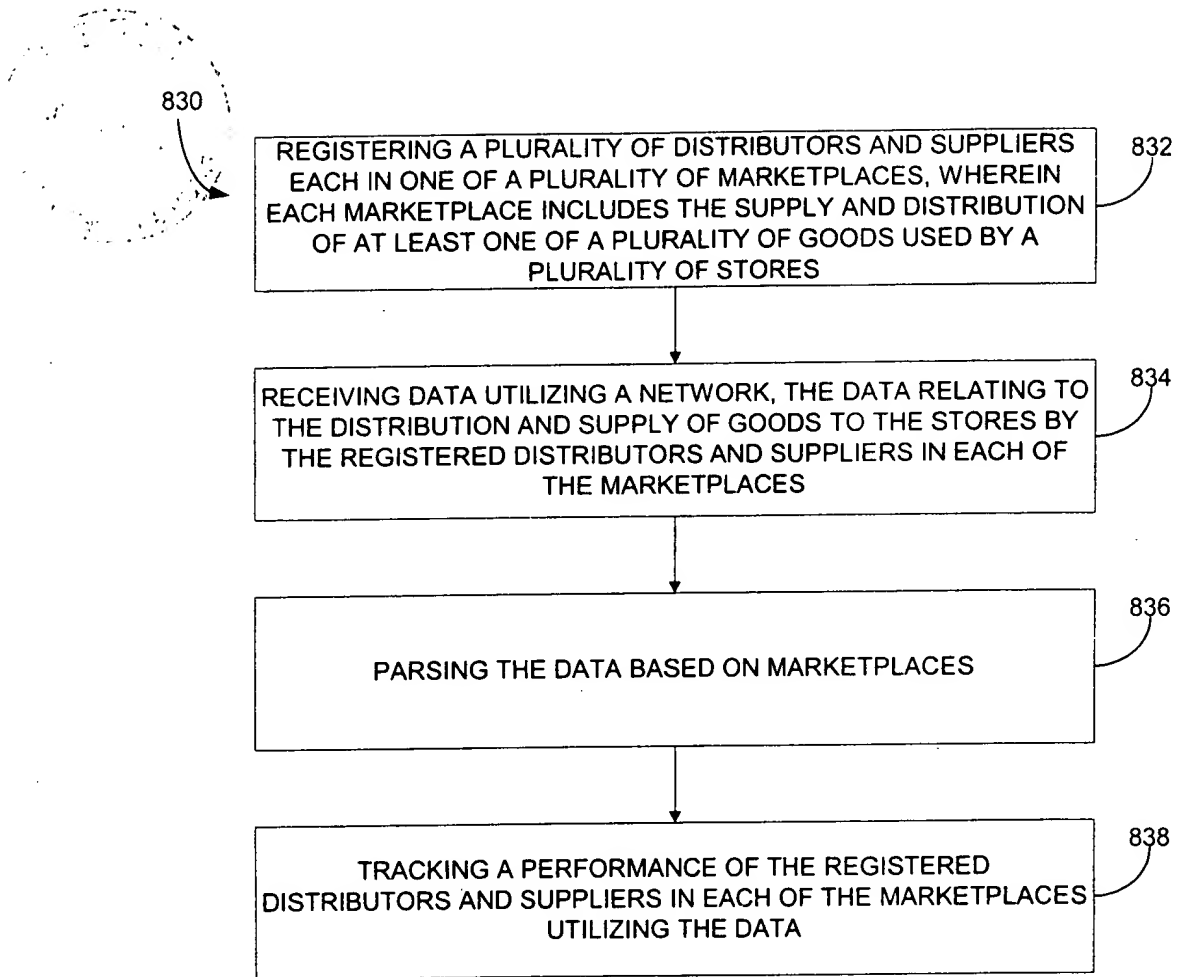 830
REGISTERING A PLURALITY OF DISTRIBUTORS AND SUPPLIERS
EACH IN ONE OF A PLURALITY OF MARKETPLACES, WHEREIN
EACH MARKETPLACE INCLUDES THE SUPPLY AND DISTRIBUTION
OF AT LEAST ONE OF A PLURALITY OF GOODS USED BY A
PLURALITY OF STORES
832
RECEIVING DATA UTILIZING A NETWORK, THE DATA RELATING TO
THE DISTRIBUTION AND SUPPLY OF GOODS TO THE STORES BY
THE REGISTERED DISTRIBUTORS AND SUPPLIERS IN EACH OF
THE MARKETPLACES
834
PARSING THE DATA BASED ON MARKETPLACES
836
TRACKING A PERFORMANCE OF THE REGISTERED
DISTRIBUTORS AND SUPPLIERS IN EACH OF THE MARKETPLACES
UTILIZING THE DATA
838